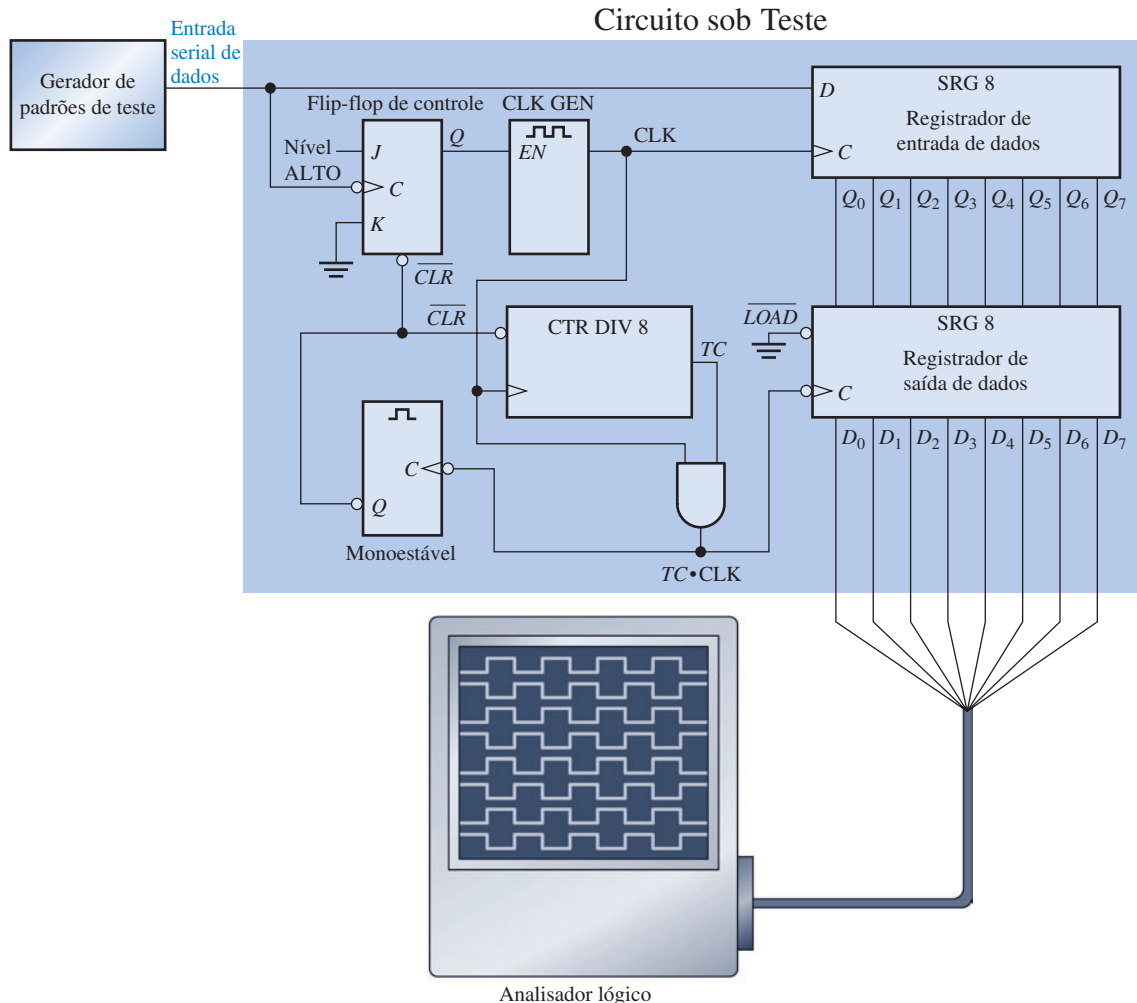 Circuito sob Teste
Entrada
serial de
dados
Gerador de
padrões de teste
Flip-flop de controle
CLK GEN
SRG 8
D
Registrador de
entrada de dados
C
Nível
ALTO
J
Q
C
K
EN
CLK
Q0 Q1 Q2 Q3 Q4 Q5 Q6 Q7
C̅L̅R̅
C̅L̅R̅
CTR DIV 8
TC
L̅O̅A̅D̅
SRG 8
Registrador de
saída de dados
C
D0 D1 D2 D3 D4 D5 D6 D7
C
Q
Monoestável
TC•CLK
Analisador lógico